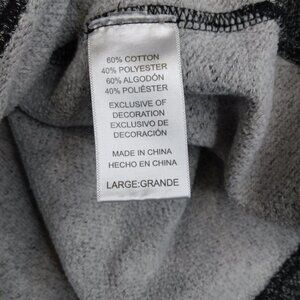 60% COTTON
40% POLYESTER
60% ALGODÓN
40% POLIÉSTER
EXCLUSIVE OF
DECORATION
EXCLUSIVO DE
DECORACIÓN
MADE IN CHINA
HECHO EN CHINA
LARGE:GRANDE